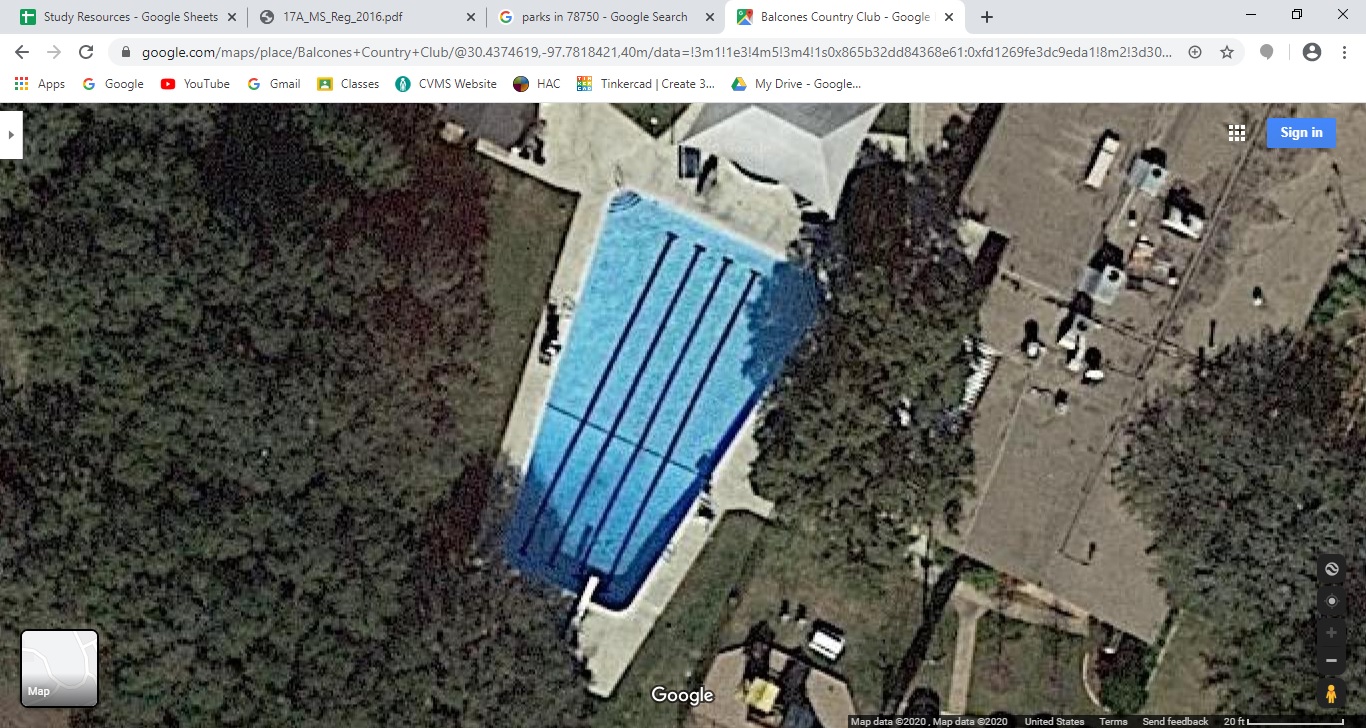 Study Resources - Google Sheets
17A_MS_Reg_2016.pdf
parks in 78750 - Google Search
Balcones Country Club - Google
google.com/maps/place/Balcones+Country+Club/@30.4374619,-97.7818421,40m/data=!3m1!1e3!4m5!3m4!1s0x865b32dd84368e61:0xfd1269fe3dc9eda1!8m2!3d30...
Apps
Google
YouTube
Gmail
Classes
CVMS Website
HAC
Tinkercad | Create 3...
My Drive - Google...
Sign in
Map
Google
Map data ©2020 , Map data ©2020 United States Terms Send feedback 20 ft